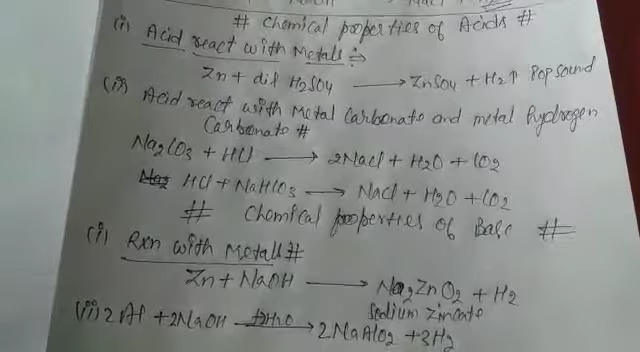 # Chemical properties of Acids #
(i) Acid react with Metals ⇒
Zn + dil H2SO4 ⟶ ZnSO4 + H2↑ Pop sound
(ii) Acid react with Metal Carbonate and metal hydrogen
Carbonate #
Na2CO3 + HCl ⟶ 2NaCl + H2O + CO2
HCl + NaHCO3 ⟶ NaCl + H2O + CO2
# Chemical properties of Base #
(i) Rxn with Metals #
Zn + NaOH ⟶ Na2ZnO2 + H2
Sodium Zincate
(ii) 2Al + 2NaOH +2H2O ⟶ 2NaAlO2 + 3H2